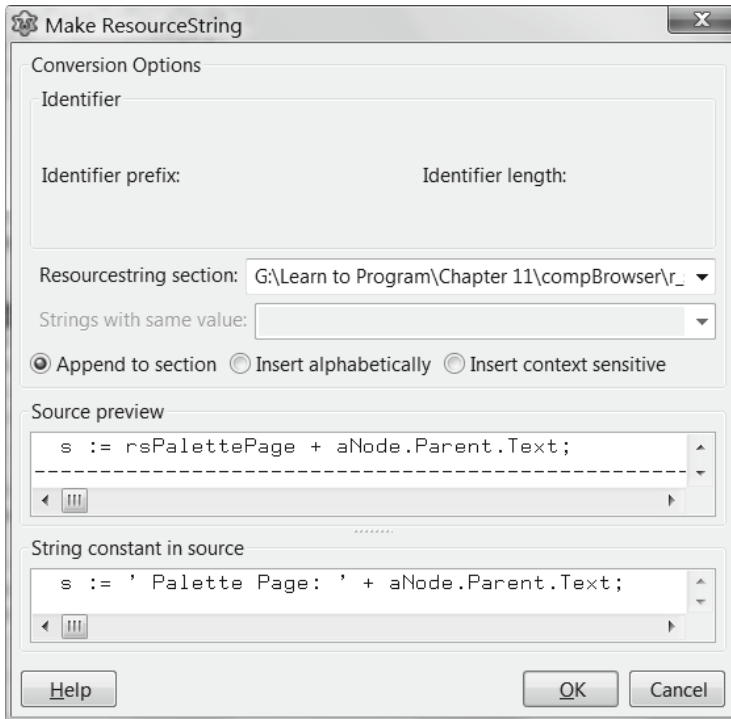 Make ResourceString
Conversion Options
Identifier
Identifier prefix: Identifier length:
Resourcestring section: G:\Learn to Program\Chapter 11\compBrowser\r_
Strings with same value:
Append to section Insert alphabetically Insert context sensitive
Source preview
s := rsPalettePage + aNode.Parent.Text;
String constant in source
s := ' Palette Page: ' + aNode.Parent.Text;
Help OK Cancel